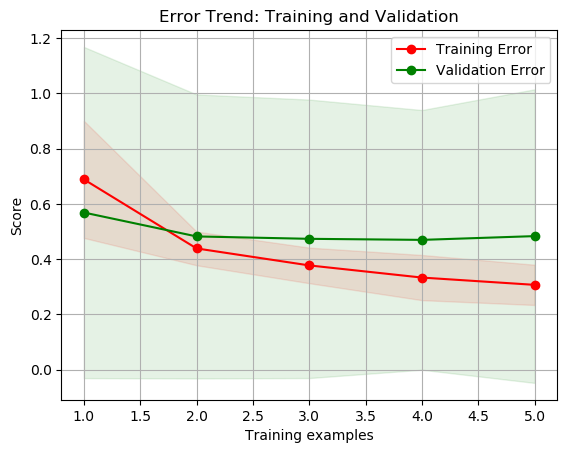 Error Trend: Training and Validation
1.2
1.0
0.8
0.6
0.4
0.2
0.0
Score
Training Error
Validation Error
1.0 1.5 2.0 2.5 3.0 3.5 4.0 4.5 5.0
Training examples